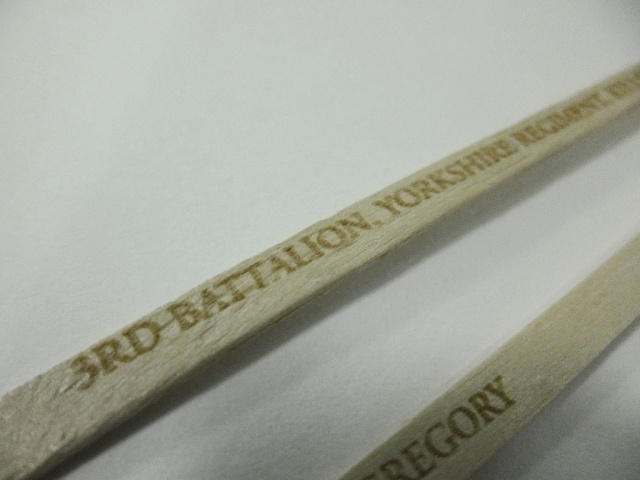 3RD BATTALION, YORKSHIRE REGIMENT,
GREGORY